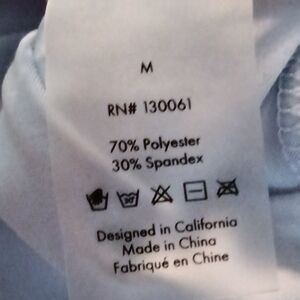 M
RN# 130061
70% Polyester
30% Spandex
Designed in California
Made in China
Fabriqué en Chine